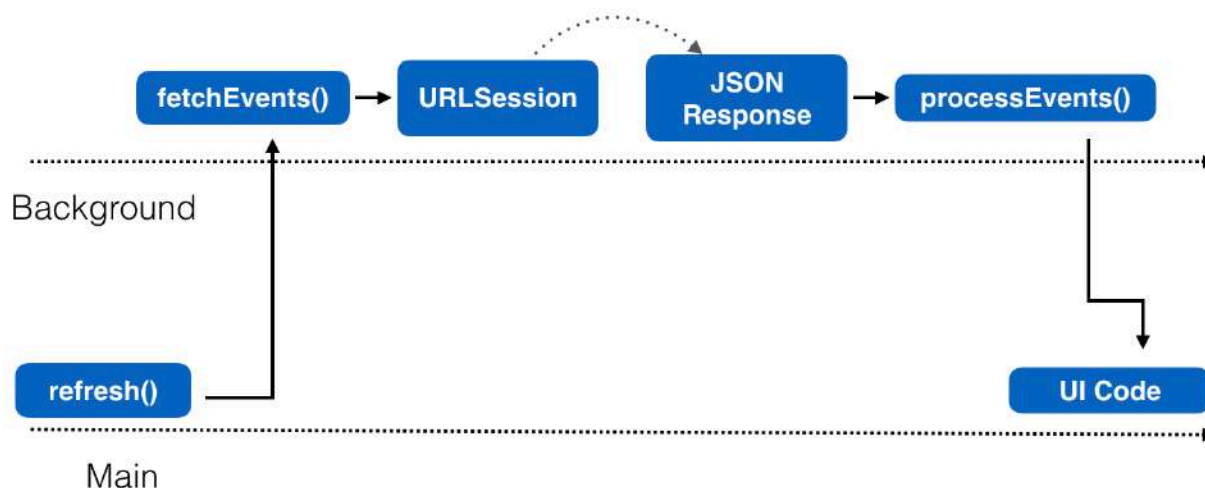 fetchEvents()
URLSession
JSON
Response
processEvents()
Background
refresh()
UI Code
Main